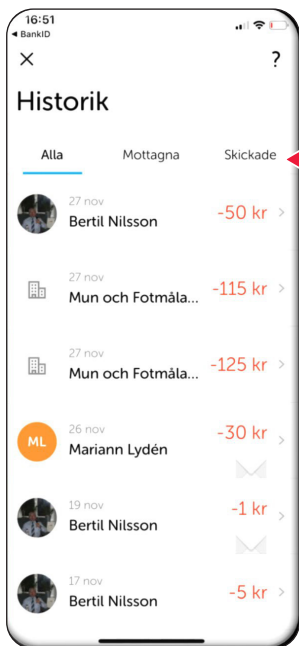 16:51
◀ BankID
?
Historik
Alla Mottagna Skickade
27 nov
Bertil Nilsson -50 kr
27 nov
Mun och Fotmåla... -115 kr
27 nov
Mun och Fotmåla... -125 kr
ML 26 nov
Mariann Lydén -30 kr
19 nov
Bertil Nilsson -1 kr
17 nov
Bertil Nilsson -5 kr